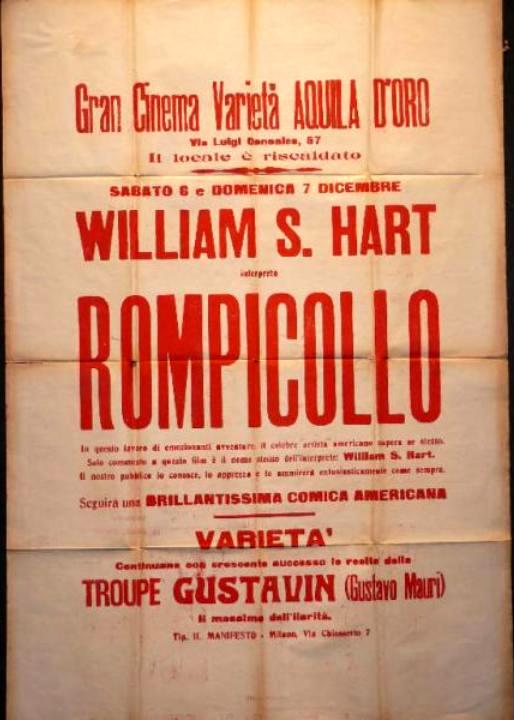 Gran Cinema Varietà AQUILA D'ORO
Via Luigi Canonica, 57
Il locale è riscaldato
SABATO 6 e DOMENICA 7 DICEMBRE
WILLIAM S. HART
interpreta
ROMPICOLLO
In questo lavoro di emozionanti avventure, il celebre artista americano supera se stesso.
Solo commento a questo film è il nome stesso dell'interprete: William S. Hart.
Il nostro pubblico lo conosce, lo apprezza e lo ammirerà entusiasticamente come sempre.
Seguirà una BRILLANTISSIMA COMICA AMERICANA
VARIETA'
Continuano con crescente successo le recite della
TROUPE GUSTAVIN (Gustavo Mauri)
Il massimo dell'ilarità.
Tip. IL MANIFESTO - Milano, Via Chiusetto 7